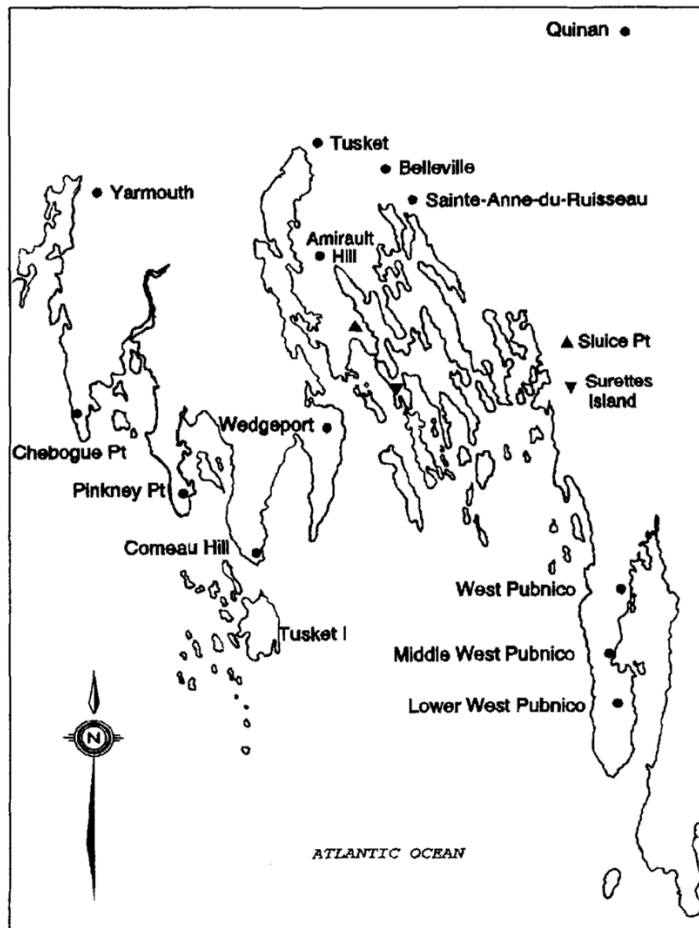 Quinan
Tusket
Belleville
Yarmouth
Sainte-Anne-du-Ruisseau
Amirault
Hill
Sluice Pt
Surettes
Island
Wedgeport
Chebogue Pt
Pinkney Pt
Comeau Hill
West Pubnico
Tusket I
Middle West Pubnico
Lower West Pubnico
N
ATLANTIC OCEAN